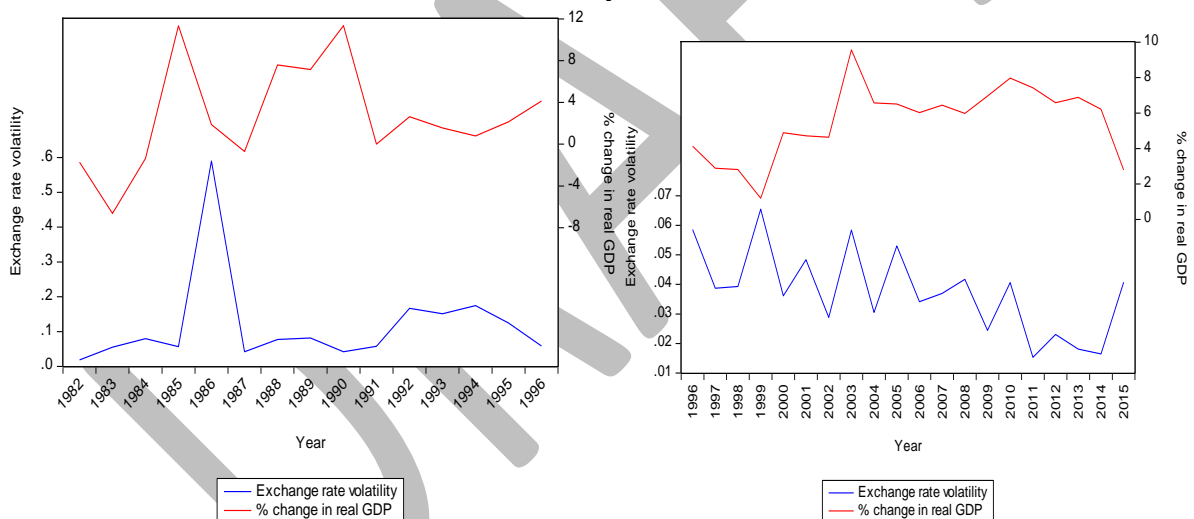 Exchange rate volatility
.6
.5
.4
.3
.2
.1
.0
12
8
4
0
-4
-8
% change in real GDP
1982 1983 1984 1985 1986 1987 1988 1989 1990 1991 1992 1993 1994 1995 1996
Year
Exchange rate volatility
% change in real GDP
Exchange rate volatility
.07
.06
.05
.04
.03
.02
.01
10
8
6
4
2
0
% change in real GDP
1996 1997 1998 1999 2000 2001 2002 2003 2004 2005 2006 2007 2008 2009 2010 2011 2012 2013 2014 2015
Year
Exchange rate volatility
% change in real GDP